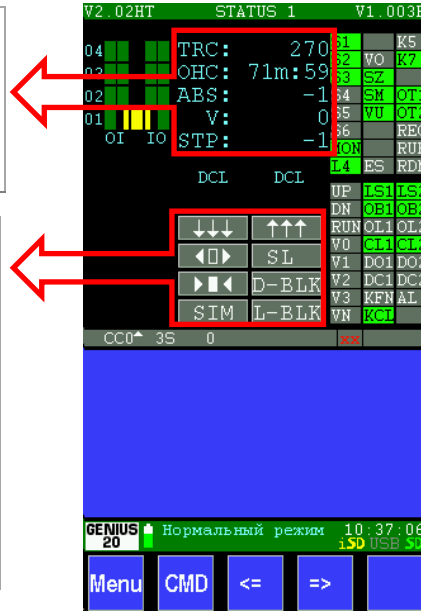 V2.02HT STATUS 1 V1.003
04 TRC: 270 S1 K5
OHC: 71m:59 S2 VO K7
S3 SZ
02 ABS: -1 S4 SM OT1
01 V: 0 S5 VU OT2
OI IO STP: -1 S6 REC
MON RUN
DCL DCL L4 ES RDN
UP LS1 LS2
DN OB1 OB2
↓↓↓ ↑↑↑ RUN OL1 OL2
◀▯▶ SL V0 CL1 CL2
V1 DO1 DO2
▶▮◀ D-BLK V2 DC1 DC2
V3 KFN AL
SIM L-BLK VN KCL
CC0 3S 0 xx
GENIUS 20 Нормальный режим 10:37:06
iSD USB SD
Menu CMD <= =>